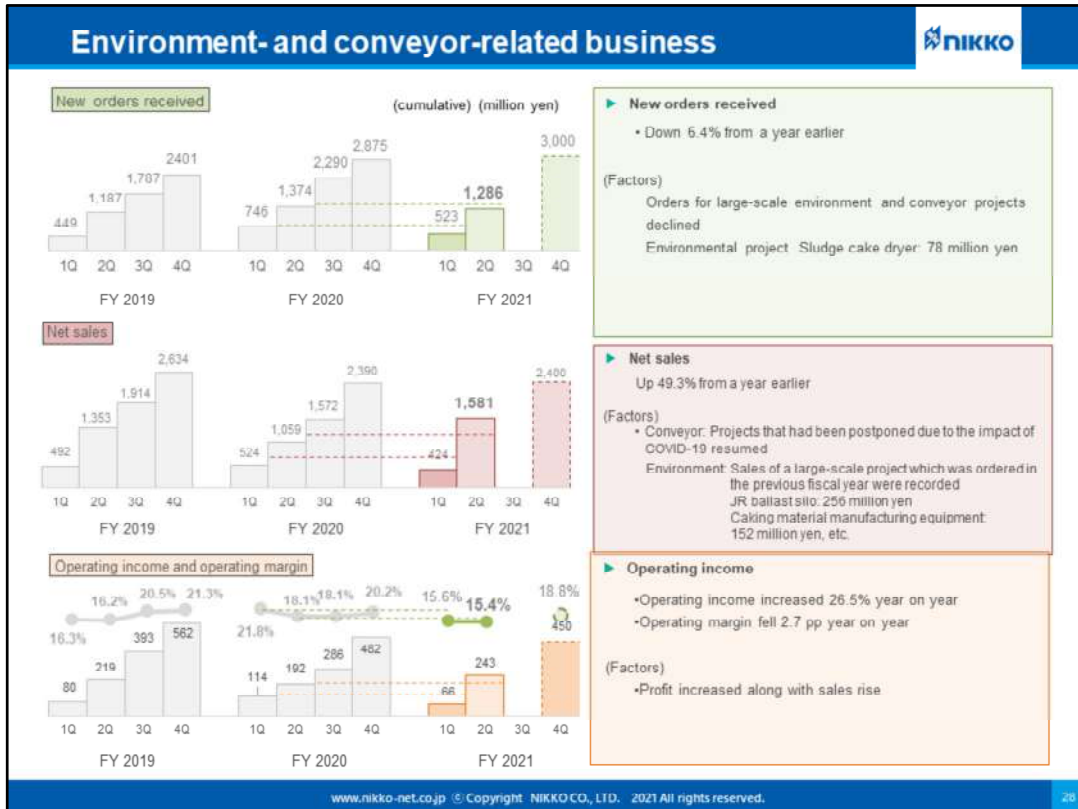 Environment- and conveyor-related business
NIKKO
New orders received
(cumulative) (million yen)
449
1,187
1,787
2401
746
1,374
2,290
2,875
523
1,286
3,000
1Q 2Q 3Q 4Q
1Q 2Q 3Q 4Q
1Q 2Q 3Q 4Q
FY 2019
FY 2020
FY 2021
New orders received
• Down 6.4% from a year earlier
(Factors)
Orders for large-scale environment and conveyor projects
declined
Environmental project Sludge cake dryer: 78 million yen
Net sales
492
1,353
1,914
2,634
524
1,059
1,572
2,390
424
1,581
2,400
1Q 2Q 3Q 4Q
1Q 2Q 3Q 4Q
1Q 2Q 3Q 4Q
FY 2019
FY 2020
FY 2021
Net sales
Up 49.3% from a year earlier
(Factors)
• Conveyor: Projects that had been postponed due to the impact of
COVID-19 resumed
Environment: Sales of a large-scale project which was ordered in
the previous fiscal year were recorded
JR ballast silo: 256 million yen
Caking material manufacturing equipment:
152 million yen, etc.
Operating income and operating margin
16.3%
16.2%
20.5%
21.3%
21.8%
18.1%
18.1%
20.2%
15.6%
15.4%
18.8%
80
219
393
562
114
192
286
482
66
243
450
1Q 2Q 3Q 4Q
1Q 2Q 3Q 4Q
1Q 2Q 3Q 4Q
FY 2019
FY 2020
FY 2021
Operating income
•Operating income increased 26.5% year on year
•Operating margin fell 2.7 pp year on year
(Factors)
•Profit increased along with sales rise
www.nikko-net.co.jp © Copyright NIKKO CO., LTD. 2021 All rights reserved.
28